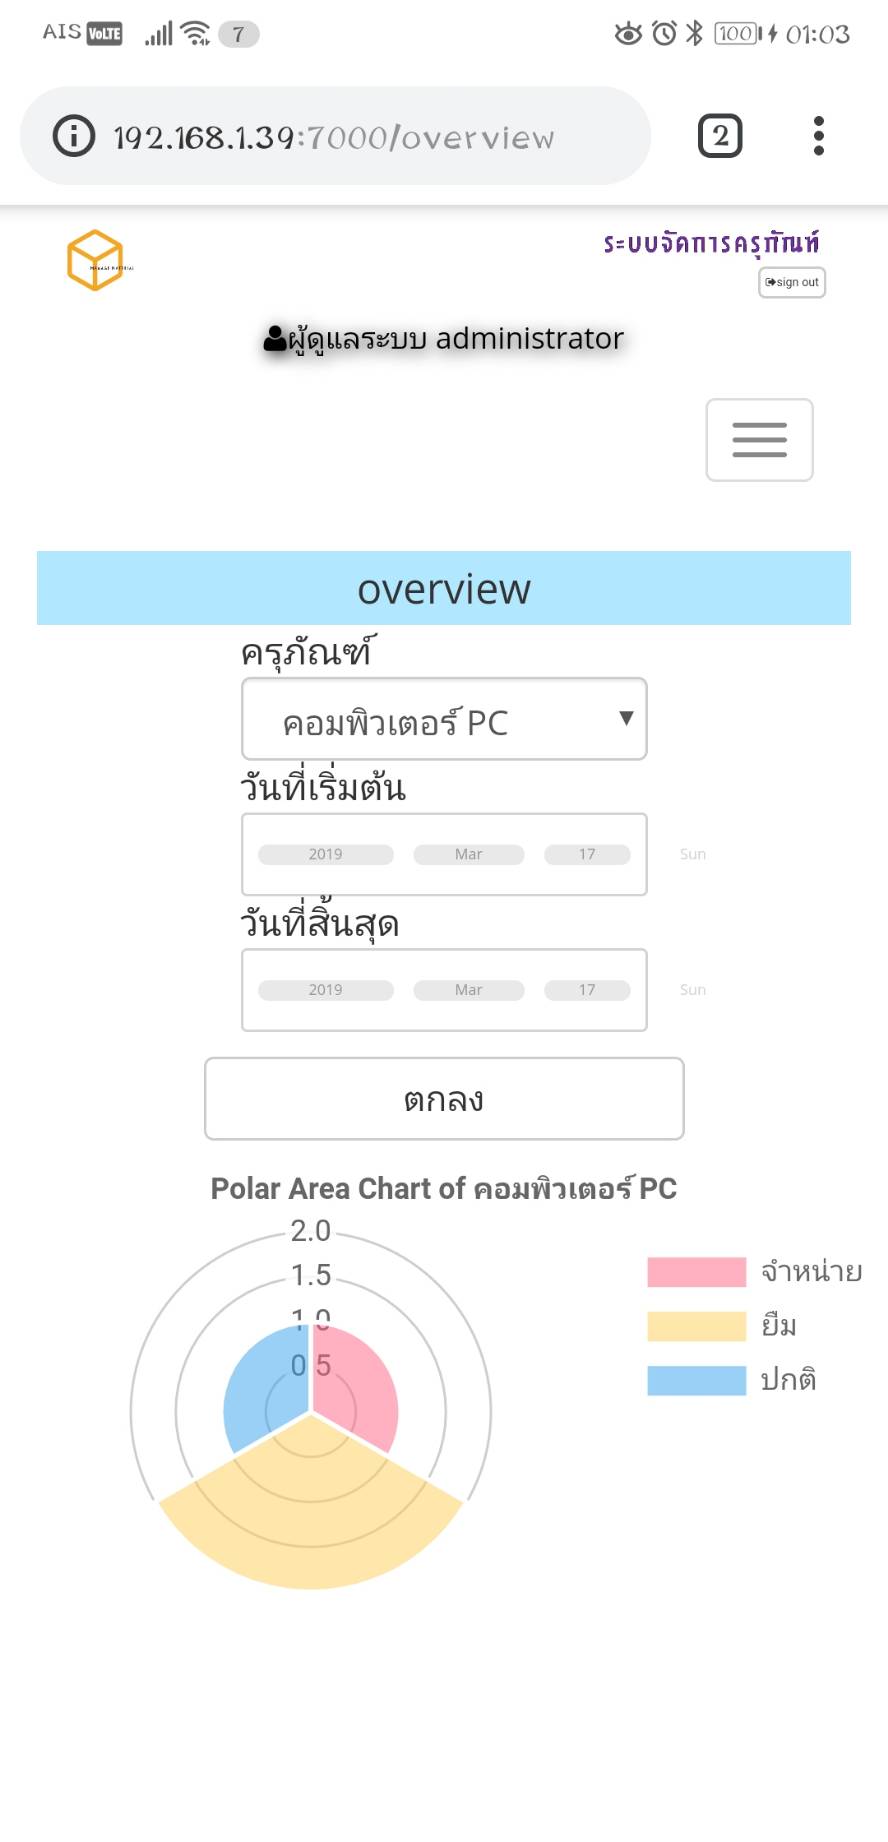 AIS VoLTE 7 100 01:03
192.168.1.39:7000/overview 2
ระบบจัดการครุภัณฑ์
sign out
ผู้ดูแลระบบ administrator
overview
ครุภัณฑ์
คอมพิวเตอร์ PC
วันที่เริ่มต้น
2019 Mar 17 Sun
วันที่สิ้นสุด
2019 Mar 17 Sun
ตกลง
Polar Area Chart of คอมพิวเตอร์ PC
2.0
1.5
1.0
0.5
จำหน่าย
ยืม
ปกติ